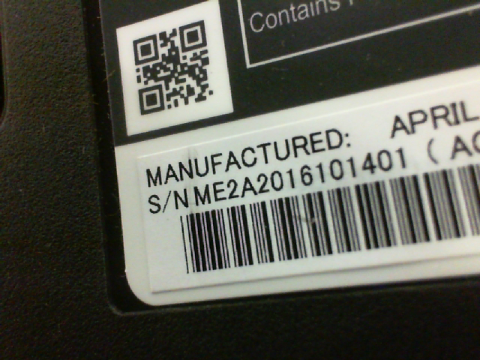 Contains
MANUFACTURED: APRIL
S/N ME2A2016101401 ( AC